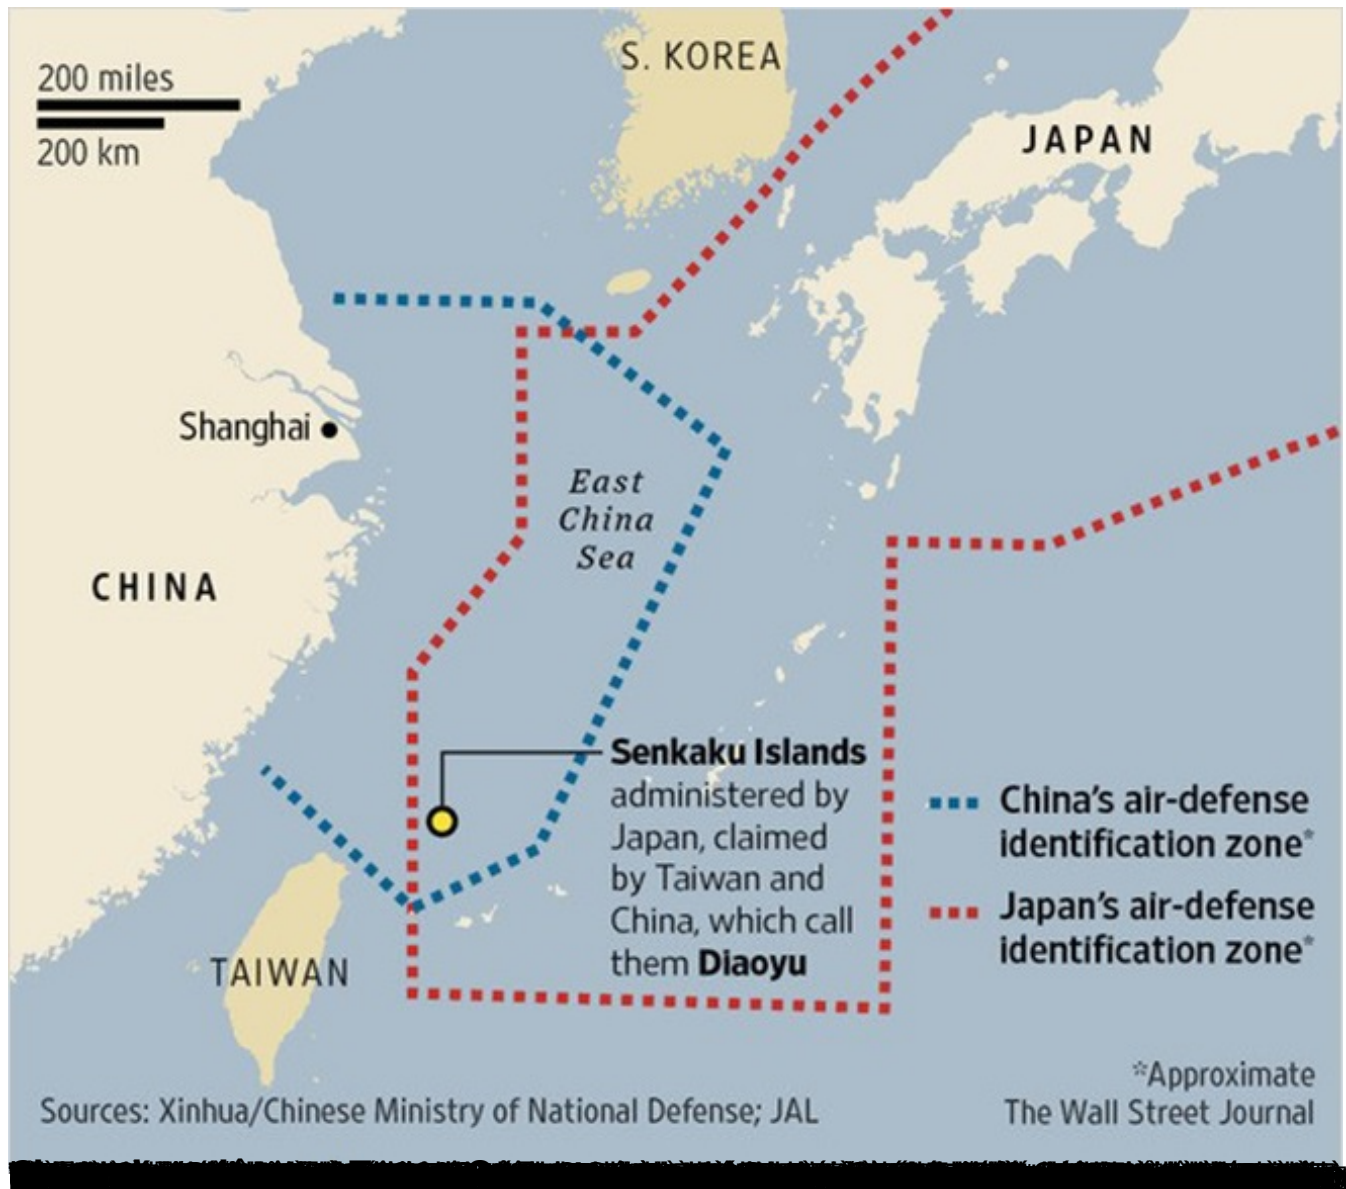 200 miles
200 km
S. KOREA
JAPAN
Shanghai
East
China
Sea
CHINA
Senkaku Islands
administered by
Japan, claimed
by Taiwan and
China, which call
them Diaoyu
China's air-defense
identification zone*
Japan's air-defense
identification zone*
TAIWAN
*Approximate
Sources: Xinhua/Chinese Ministry of National Defense; JAL
The Wall Street Journal